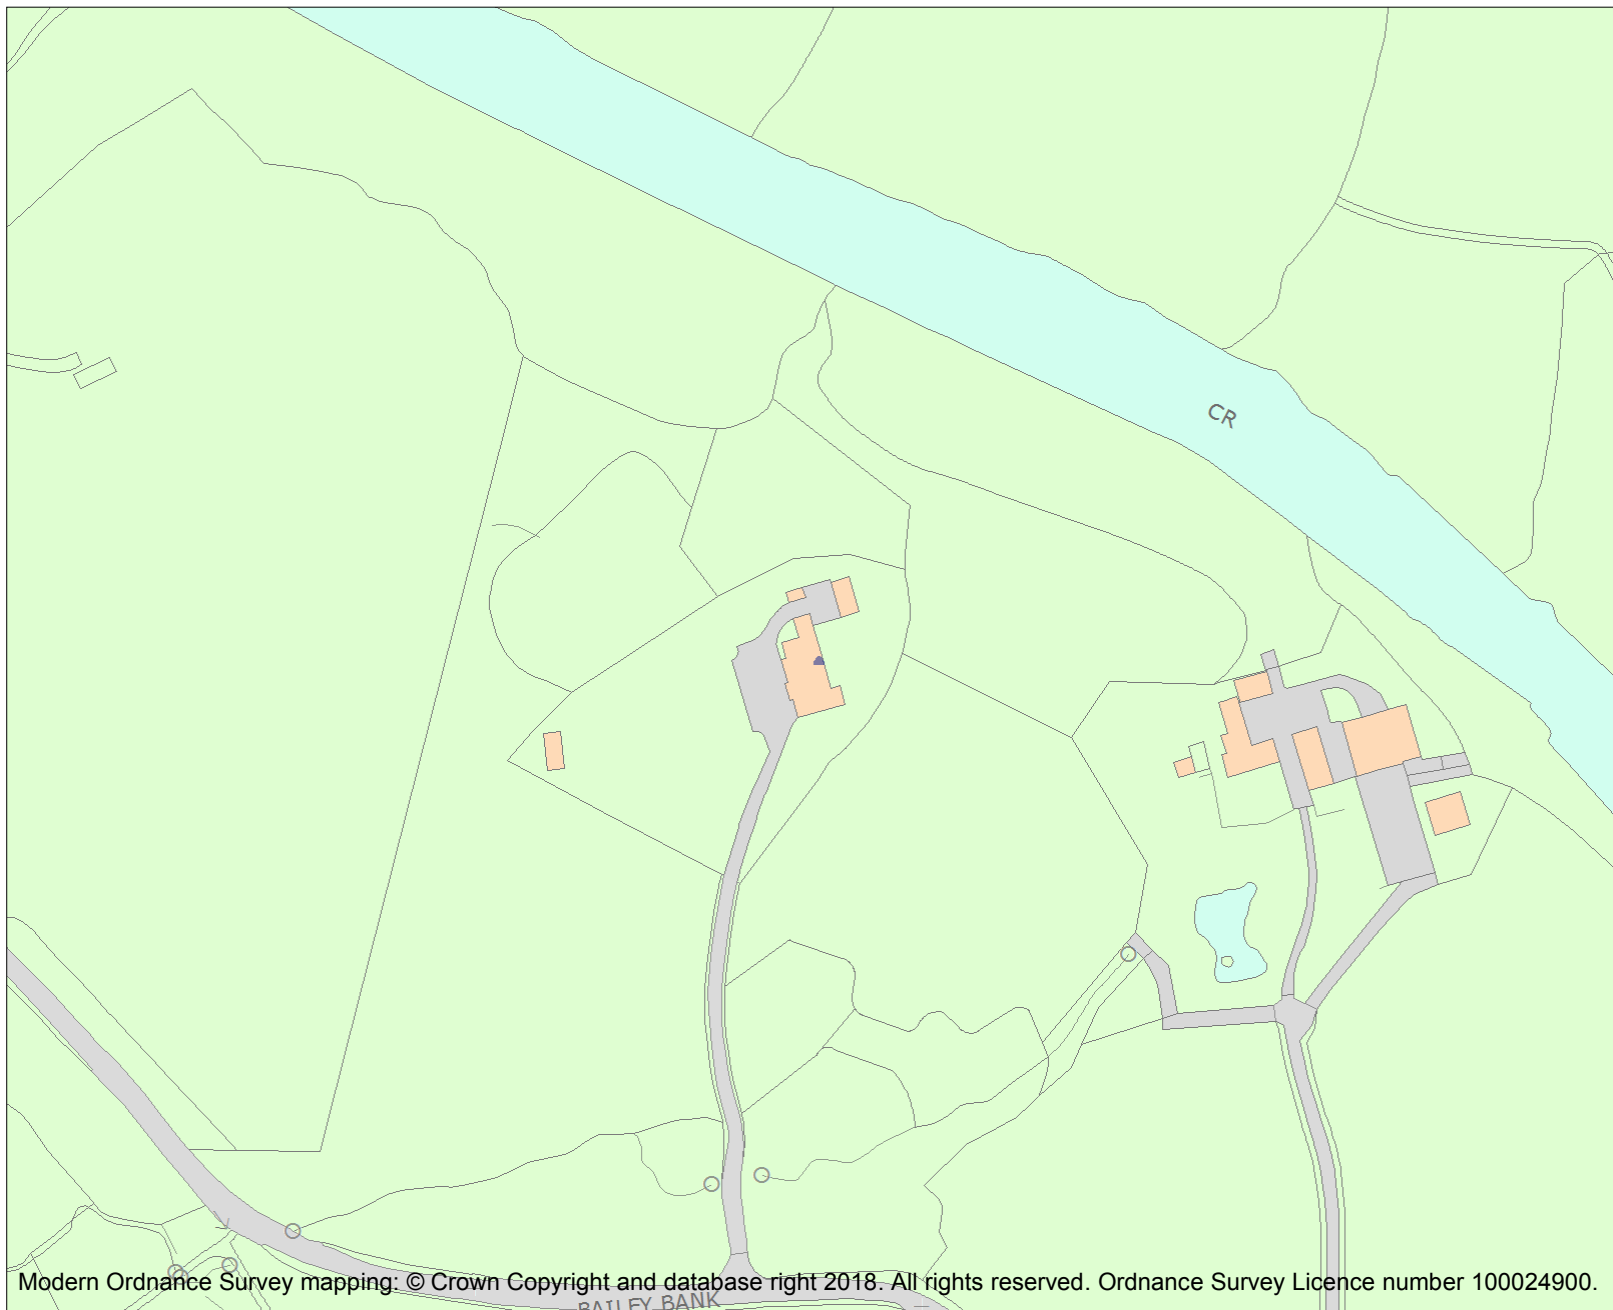 CR
BAILEY BANK
Modern Ordnance Survey mapping: © Crown Copyright and database right 2018. All rights reserved. Ordnance Survey Licence number 100024900.